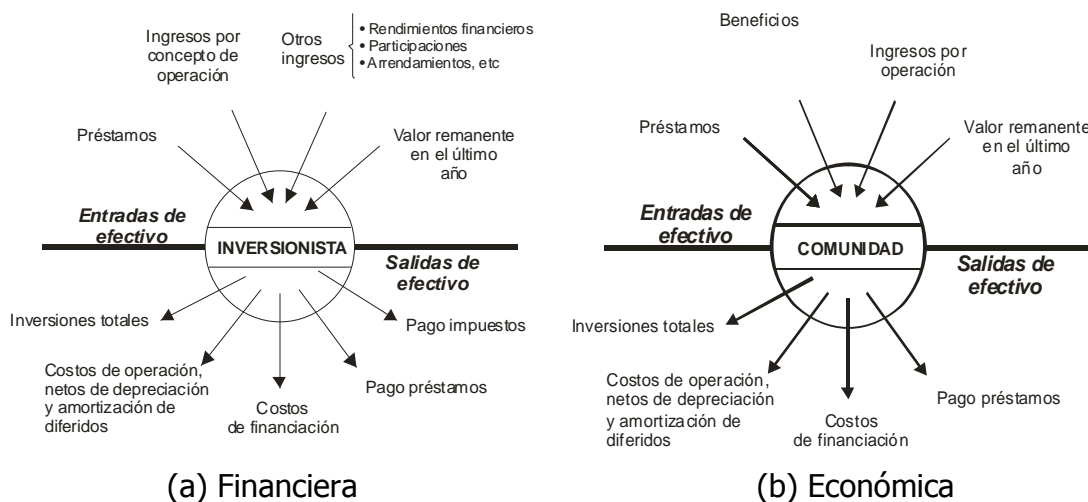 Ingresos por
concepto de
operación
Otros
ingresos
• Rendimientos financieros
• Participaciones
• Arrendamientos, etc
Préstamos
Valor remanente
en el último
año
Entradas de
efectivo
INVERSIONISTA
Salidas de
efectivo
Inversiones totales
Pago impuestos
Costos de operación,
netos de depreciación
y amortización de
diferidos
Costos
de financiación
Pago préstamos
(a) Financiera
Beneficios
Ingresos por
operación
Préstamos
Valor remanente
en el último
año
Entradas de
efectivo
COMUNIDAD
Salidas de
efectivo
Inversiones totales
Costos de operación,
netos de depreciación
y amortización de
diferidos
Costos
de financiación
Pago préstamos
(b) Económica